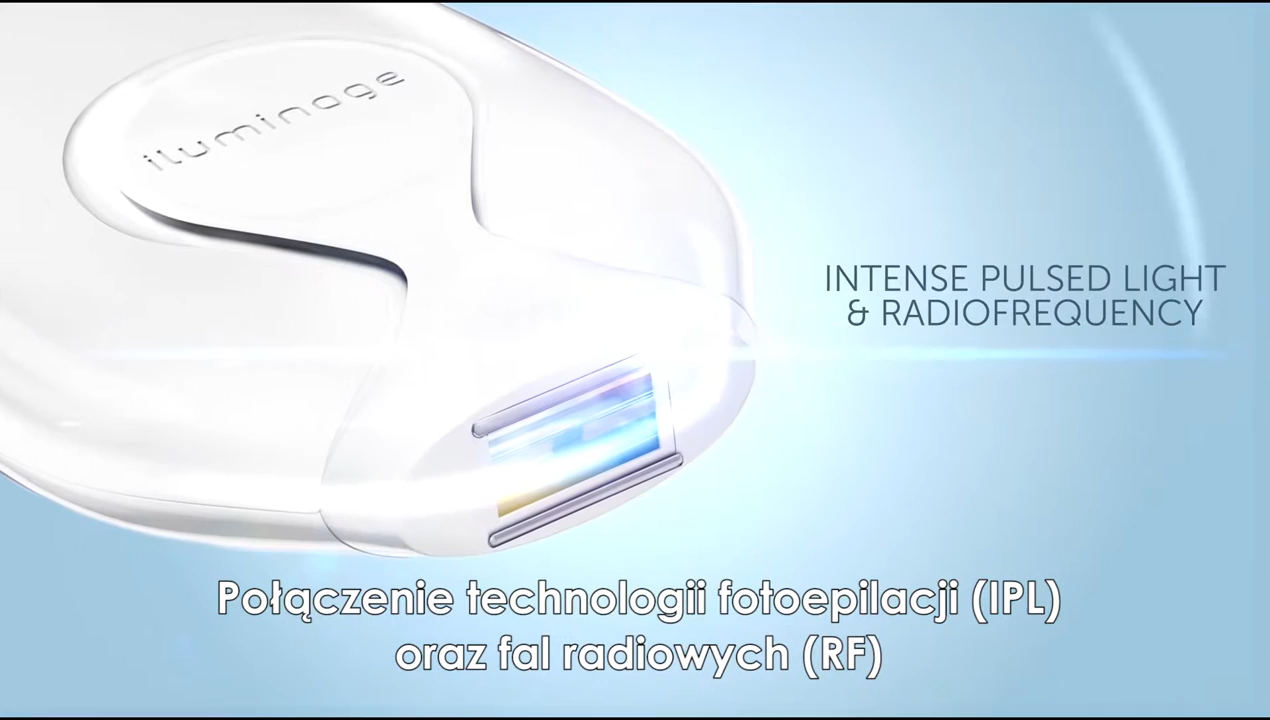 iluminage
INTENSE PULSED LIGHT
& RADIOFREQUENCY
Połączenie technologii fotoepilacji (IPL)
oraz fal radiowych (RF)